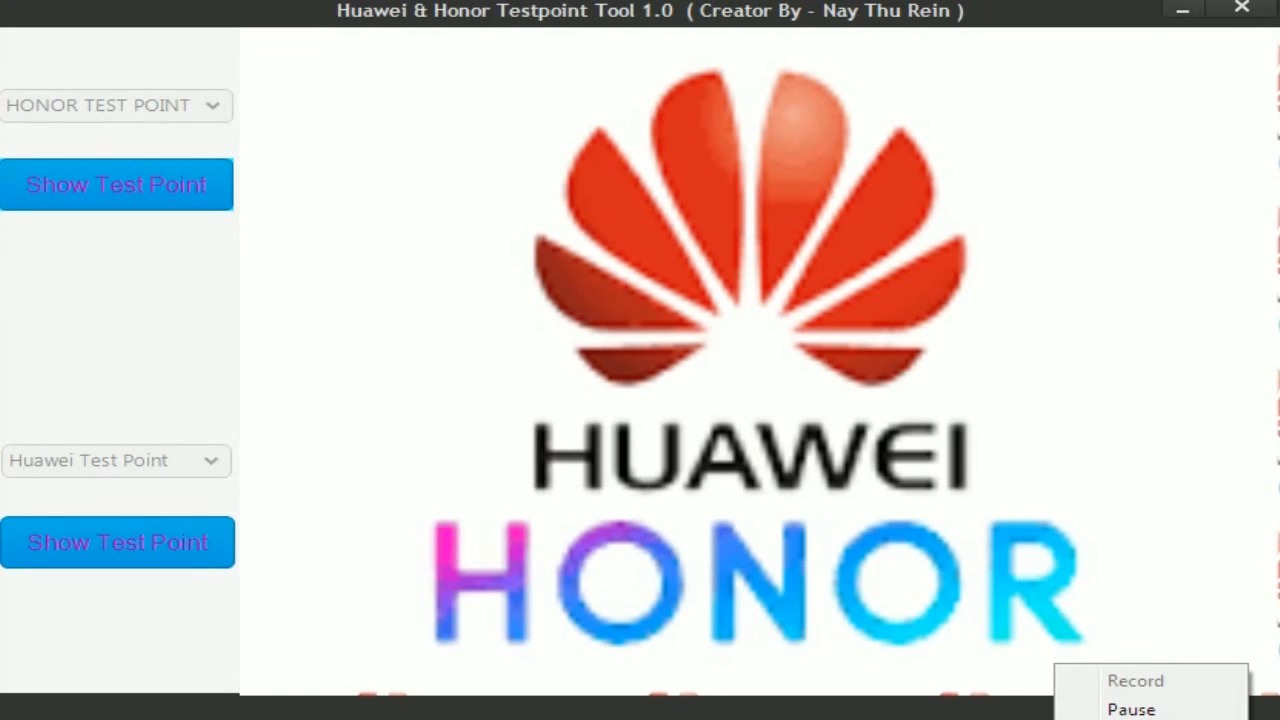 Huawei & Honor Testpoint Tool 1.0 ( Creator By - Nay Thu Rein )
HONOR TEST POINT
Show Test Point
Huawei Test Point
Show Test Point
HUAWEI
HONOR
Record
Pause